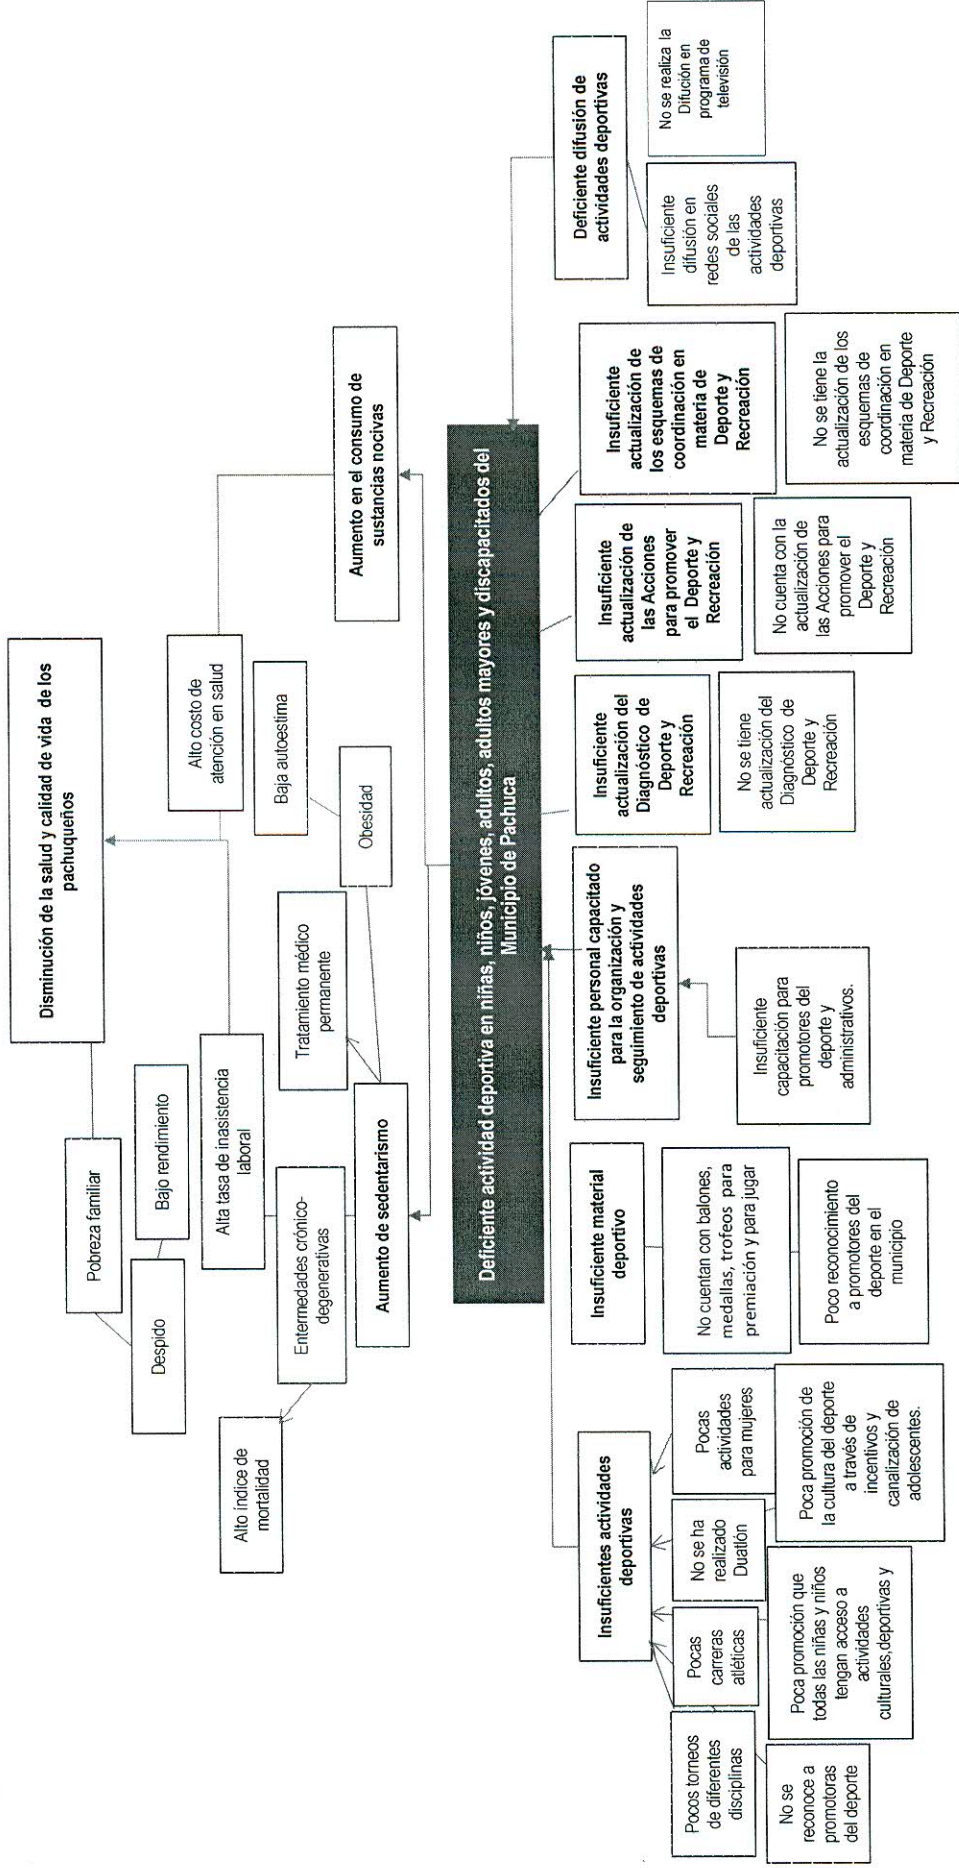 Disminución de la salud y calidad de vida de los
pachuqueños
Pobreza familiar
Despido
Bajo rendimiento
Alta tasa de inasistencia
laboral
Alto costo de
atención en salud
Alto índice de
mortalidad
Entermedades crónico-
degenerativas
Tratamiento médico
permanente
Baja autoestima
Obesidad
Aumento de sedentarismo
Aumento en el consumo de
sustancias nocivas
Deficiente actividad deportiva en niñas, niños, jóvenes, adultos, adultos mayores y discapacitados del
Municipio de Pachuca
Insuficientes actividades
deportivas
Pocos torneos
de diferentes
disciplinas
Pocas
carreras
atléticas
No se ha
realizado
Duatlón
Pocas
actividades
para mujeres
No se
reconoce a
promotoras
del deporte
Poca promoción que
todas las niñas y niños
tengan acceso a
actividades
culturales,deportivas y
Poca promoción de
la cultura del deporte
a través de
incentivos y
canalización de
adolescentes.
Insuficiente material
deportivo
No cuentan con balones,
medallas, trofeos para
premiación y para jugar
Poco reconocimiento
a promotores del
deporte en el
municipio
Insuficiente personal capacitado
para la organización y
seguimiento de actividades
deportivas
Insuficiente
capacitación para
promotores del
deporte y
administrativos.
Insuficiente
actualización del
Diagnóstico de
Deporte y
Recreación
No se tiene
actualización del
Diagnóstico de
Deporte y
Recreación
Insuficiente
actualización de
las Acciones
para promover
el Deporte y
Recreación
No cuenta con la
actualización de
las Acciones para
promover el
Deporte y
Recreación
Insuficiente
actualización de
los esquemas de
coordinación en
materia de
Deporte y
Recreación
No se tiene la
actualización de los
esquemas de
coordinación en
materia de Deporte
y Recreación
Deficiente difusión de
actividades deportivas
Insuficiente
difusión en
redes sociales
de las
actividades
deportivas
No se realiza la
Difución en
programa de
televisión